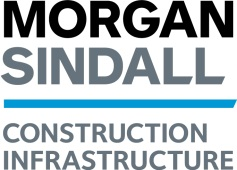 MORGAN
SINDALL
CONSTRUCTION
INFRASTRUCTURE